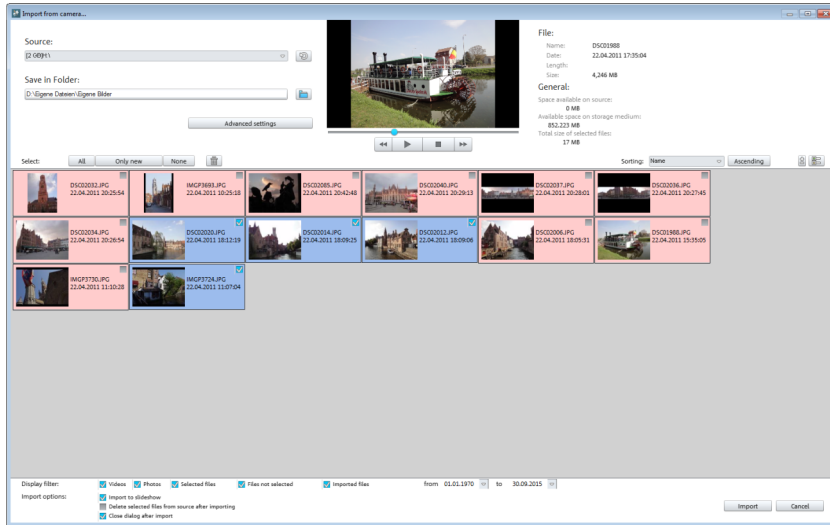 Import from camera...
Source:
[2 GB]H:\
Save in Folder:
D:\Eigene Dateien\Eigene Bilder
Advanced settings
File:
Name: DSC01988
Date: 22.04.2011 17:35:04
Length:
Size: 4,246 MB
General:
Space available on source:
0 MB
Available space on storage medium:
852.223 MB
Total size of selected files:
17 MB
Select: All Only new None
Sorting: Name Ascending
DSC02032.JPG
22.04.2011 20:25:54
IMGP3693.JPG
22.04.2011 10:25:18
DSC02085.JPG
22.04.2011 20:42:48
DSC02040.JPG
22.04.2011 20:29:13
DSC02037.JPG
22.04.2011 20:28:01
DSC02036.JPG
22.04.2011 20:27:45
DSC02034.JPG
22.04.2011 20:26:54
DSC02020.JPG
22.04.2011 18:12:19
DSC02014.JPG
22.04.2011 18:09:25
DSC02012.JPG
22.04.2011 18:09:06
DSC02006.JPG
22.04.2011 18:05:31
DSC01988.JPG
22.04.2011 15:35:05
IMGP3730.JPG
22.04.2011 11:10:28
IMGP3724.JPG
22.04.2011 11:07:04
Display filter: Videos Photos Selected files Files not selected Imported files from 01.01.1970 to 30.09.2015
Import options: Import to slideshow
Delete selected files from source after importing
Close dialog after import
Import Cancel